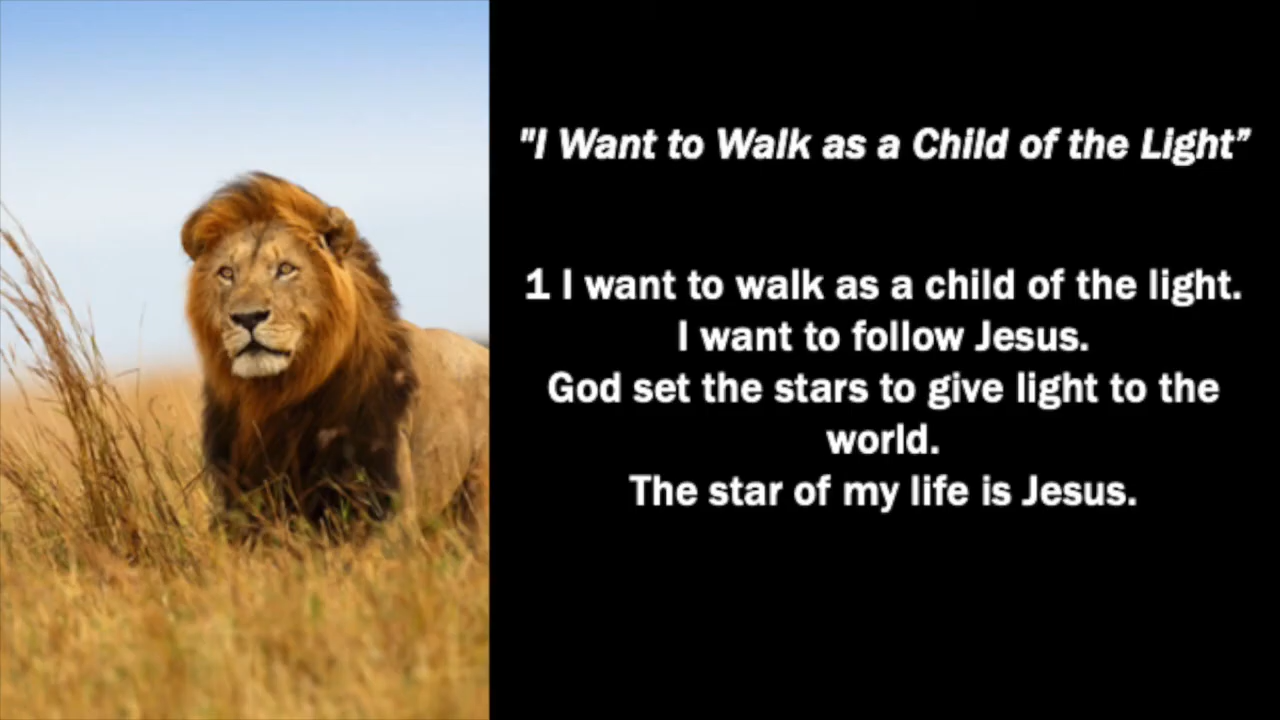 "I Want to Walk as a Child of the Light”
1 I want to walk as a child of the light.
I want to follow Jesus.
God set the stars to give light to the
world.
The star of my life is Jesus.